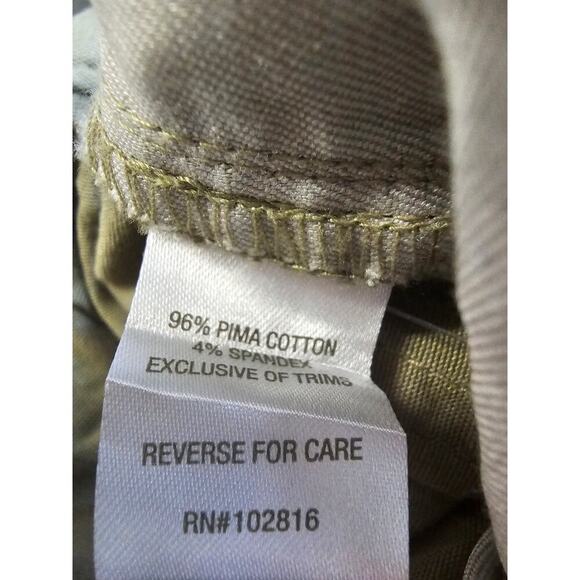 96% PIMA COTTON
4% SPANDEX
EXCLUSIVE OF TRIMS
REVERSE FOR CARE
RN#102816